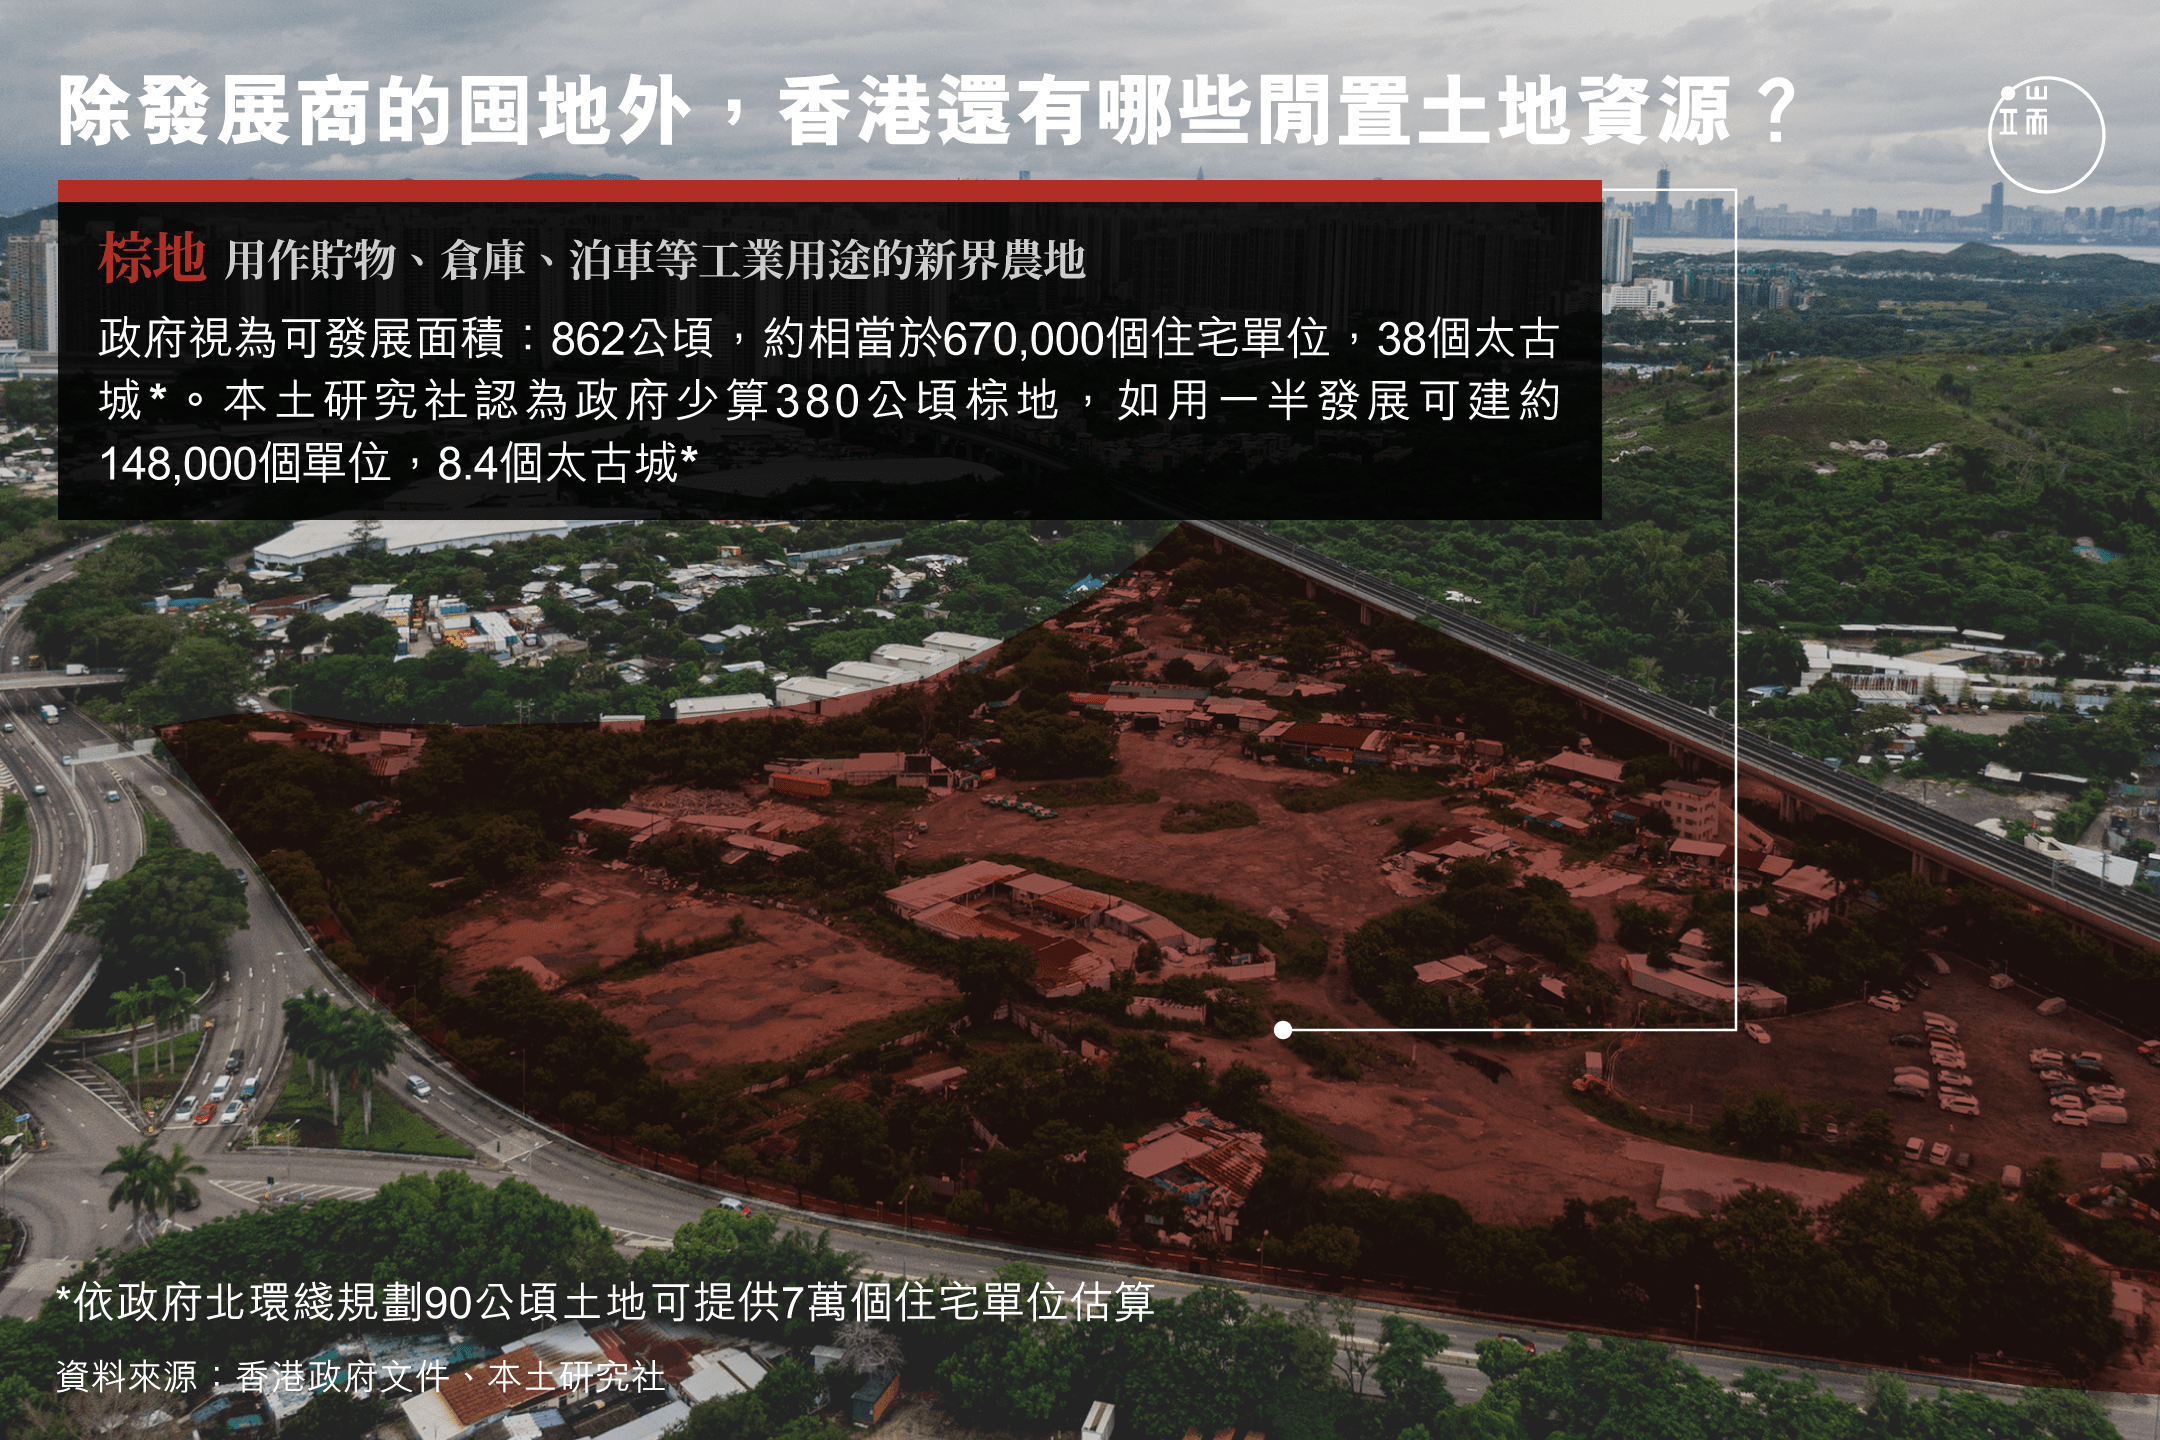 除發展商的囤地外，香港還有哪些閒置土地資源？
端
棕地 用作貯物、倉庫、泊車等工業用途的新界農地
政府視為可發展面積：862公頃，約相當於670,000個住宅單位，38個太古
城*。本土研究社認為政府少算380公頃棕地，如用一半發展可建約
148,000個單位，8.4個太古城*
*依政府北環綫規劃90公頃土地可提供7萬個住宅單位估算
資料來源：香港政府文件、本土研究社